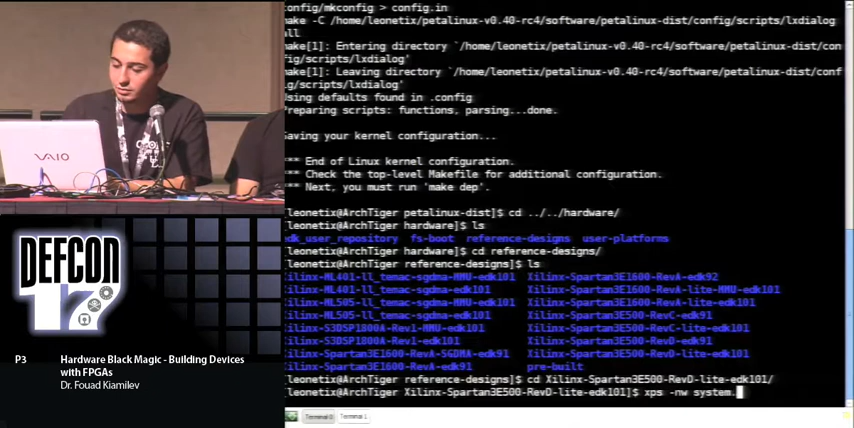 config/mkconfig > config.in
make -C /home/leonetix/petalinux-v0.40-rc4/software/petalinux-dist/config/scripts/lxdialog
all
make[1]: Entering directory `/home/leonetix/petalinux-v0.40-rc4/software/petalinux-dist/con
fig/scripts/lxdialog'
make[1]: Leaving directory `/home/leonetix/petalinux-v0.40-rc4/software/petalinux-dist/conf
ig/scripts/lxdialog'
Using defaults found in .config
Preparing scripts: functions, parsing...done.
Saving your kernel configuration...
*** End of Linux kernel configuration.
*** Check the top-level Makefile for additional configuration.
*** Next, you must run 'make dep'.
[leonetix@ArchTiger petalinux-dist]$ cd ../../hardware/
[leonetix@ArchTiger hardware]$ ls
edk_user_repository fs-boot reference-designs user-platforms
[leonetix@ArchTiger hardware]$ cd reference-designs/
[leonetix@ArchTiger reference-designs]$ ls
Xilinx-ML401-ll_temac-sgdma-MMU-edk101 Xilinx-Spartan3E1600-RevA-edk92
Xilinx-ML401-ll_temac-sgdma-edk101 Xilinx-Spartan3E1600-RevA-lite-MMU-edk101
Xilinx-ML505-ll_temac-sgdma-MMU-edk101 Xilinx-Spartan3E1600-RevA-lite-edk101
Xilinx-ML505-ll_temac-sgdma-edk101 Xilinx-Spartan3E500-RevC-edk91
Xilinx-S3DSP1800A-Rev1-MMU-edk101 Xilinx-Spartan3E500-RevC-lite-edk101
Xilinx-S3DSP1800A-Rev1-edk101 Xilinx-Spartan3E500-RevD-edk91
Xilinx-Spartan3E1600-RevA-SGDMA-edk91 Xilinx-Spartan3E500-RevD-lite-edk101
Xilinx-Spartan3E1600-RevA-edk91 pre-built
[leonetix@ArchTiger reference-designs]$ cd Xilinx-Spartan3E500-RevD-lite-edk101/
[leonetix@ArchTiger Xilinx-Spartan3E500-RevD-lite-edk101]$ xps -nw system.
Terminal 0 Terminal 1
VAIO
DEFCON
17
P3 Hardware Black Magic - Building Devices
with FPGAs
Dr. Fouad Kiamilev